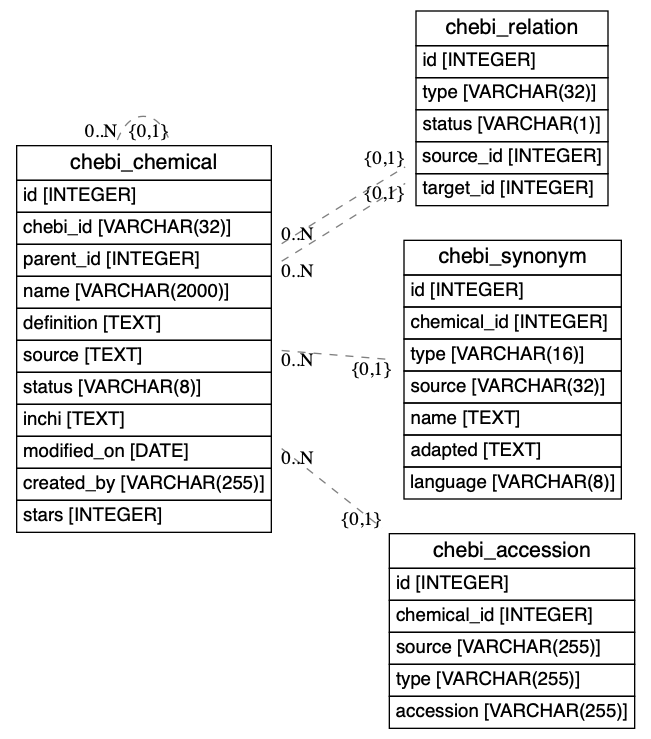 0..N {0,1}
chebi_chemical
id [INTEGER]
chebi_id [VARCHAR(32)]
parent_id [INTEGER]
name [VARCHAR(2000)]
definition [TEXT]
source [TEXT]
status [VARCHAR(8)]
inchi [TEXT]
modified_on [DATE]
created_by [VARCHAR(255)]
stars [INTEGER]
{0,1}
{0,1}
0..N
0..N
0..N
{0,1}
0..N
{0,1}
chebi_relation
id [INTEGER]
type [VARCHAR(32)]
status [VARCHAR(1)]
source_id [INTEGER]
target_id [INTEGER]
chebi_synonym
id [INTEGER]
chemical_id [INTEGER]
type [VARCHAR(16)]
source [VARCHAR(32)]
name [TEXT]
adapted [TEXT]
language [VARCHAR(8)]
chebi_accession
id [INTEGER]
chemical_id [INTEGER]
source [VARCHAR(255)]
type [VARCHAR(255)]
accession [VARCHAR(255)]